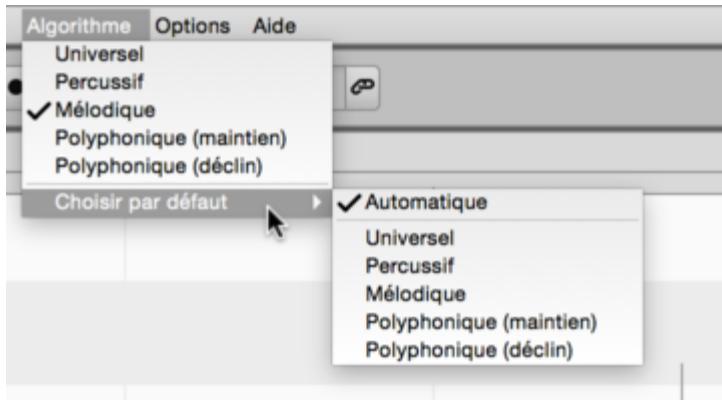 Algorithme Options Aide
Universel
Percussif
Mélodique
Polyphonique (maintien)
Polyphonique (déclin)
Choisir par défaut
Automatique
Universel
Percussif
Mélodique
Polyphonique (maintien)
Polyphonique (déclin)